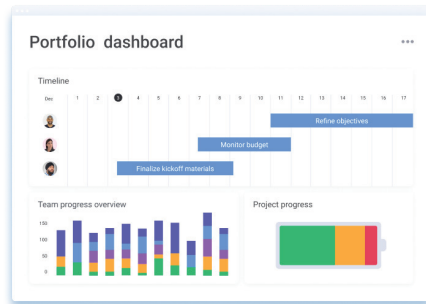 Portfolio dashboard
Timeline
Dec 1 2 3 4 5 6 7 8 9 10 11 12 13 14 15 16 17
Refine objectives
Monitor budget
Finalize kickoff materials
Team progress overview
150
100
50
0
Project progress